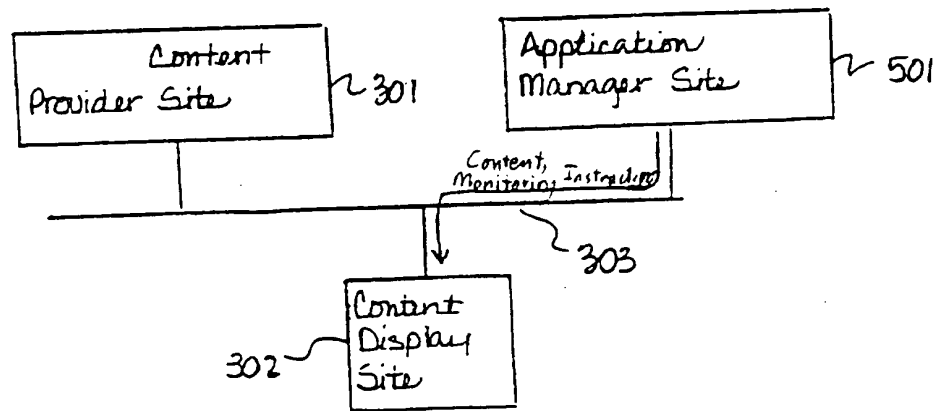 Content
Provider Site
301
Application
Manager Site
501
Content,
Monitoring, Instructions
303
Content
Display
Site
302